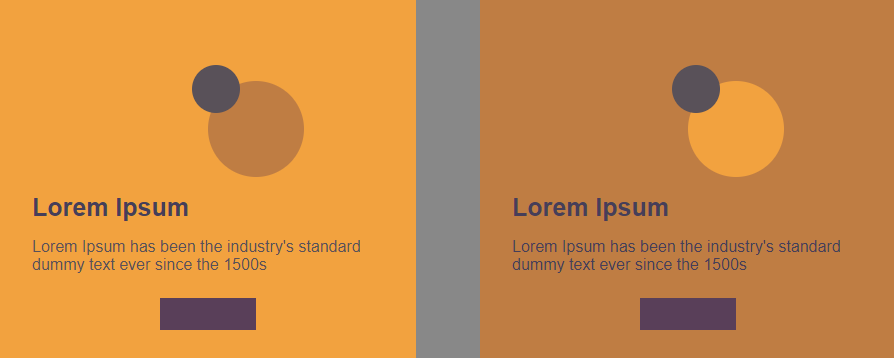 Lorem Ipsum
Lorem Ipsum has been the industry's standard
dummy text ever since the 1500s
Lorem Ipsum
Lorem Ipsum has been the industry's standard
dummy text ever since the 1500s